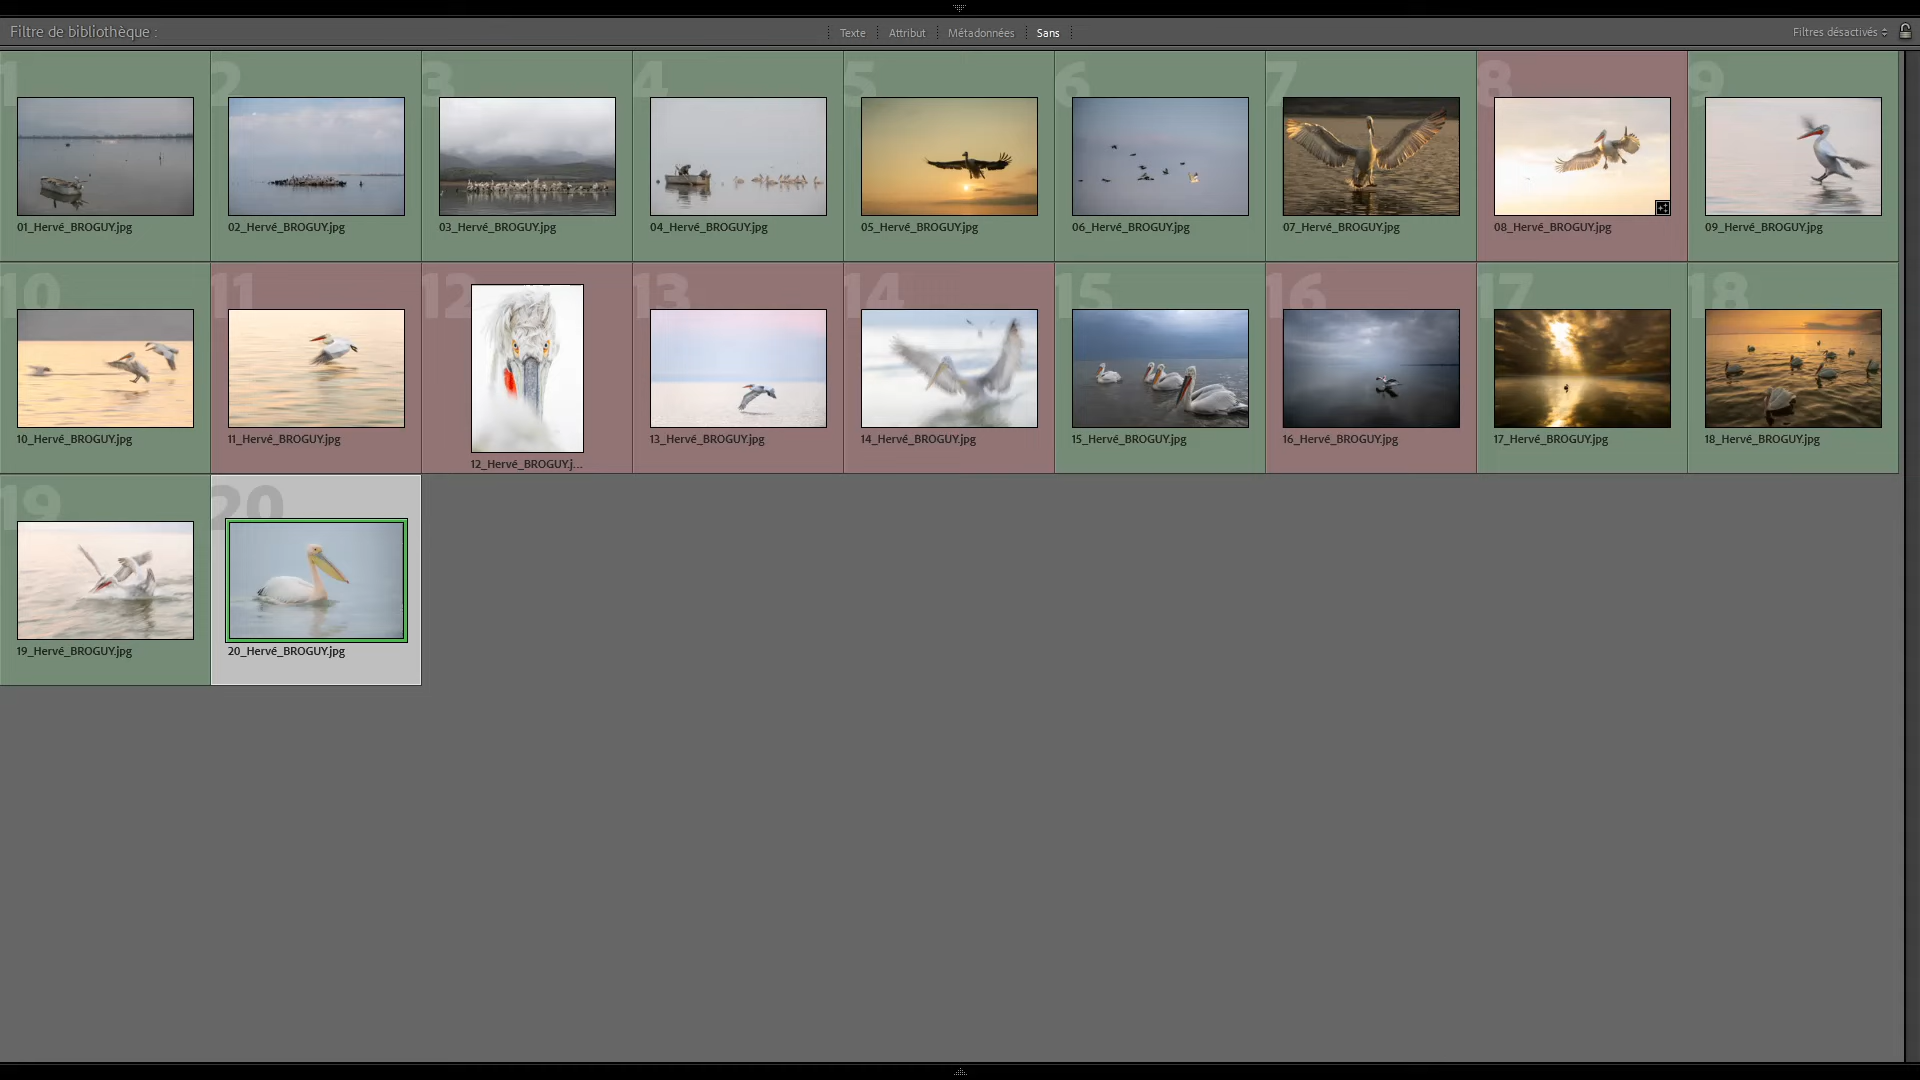 Filtre de bibliothèque :
Texte Attribut Métadonnées Sans
Filtres désactivés
1 2 3 4 5 6 7 8 9
01_Hervé_BROGUY.jpg 02_Hervé_BROGUY.jpg 03_Hervé_BROGUY.jpg 04_Hervé_BROGUY.jpg 05_Hervé_BROGUY.jpg 06_Hervé_BROGUY.jpg 07_Hervé_BROGUY.jpg 08_Hervé_BROGUY.jpg 09_Hervé_BROGUY.jpg
10 11 12 13 14 15 16 17 18
10_Hervé_BROGUY.jpg 11_Hervé_BROGUY.jpg 12_Hervé_BROGUY.j... 13_Hervé_BROGUY.jpg 14_Hervé_BROGUY.jpg 15_Hervé_BROGUY.jpg 16_Hervé_BROGUY.jpg 17_Hervé_BROGUY.jpg 18_Hervé_BROGUY.jpg
19 20
19_Hervé_BROGUY.jpg 20_Hervé_BROGUY.jpg